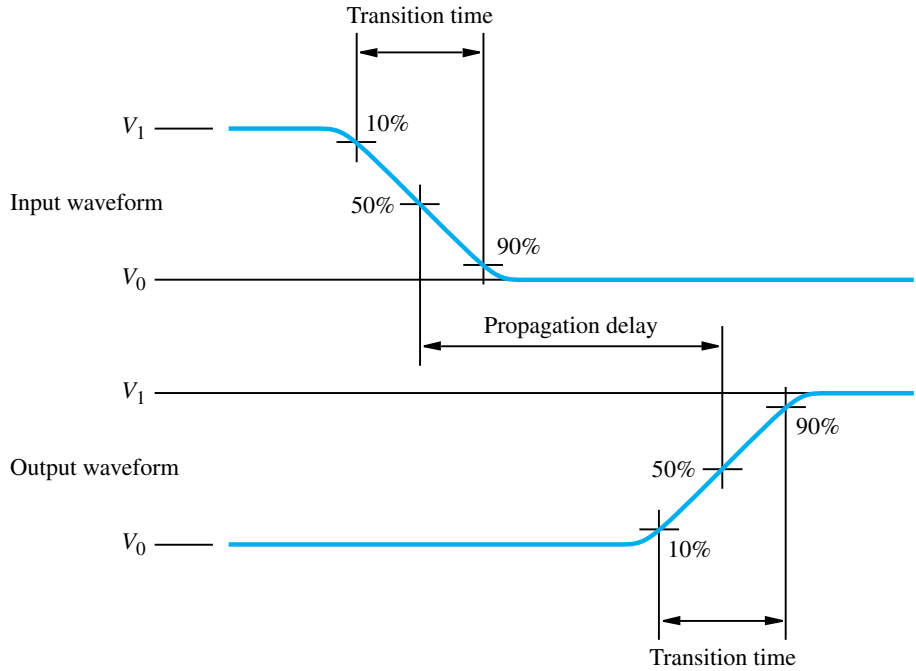 Transition time
V1
10%
Input waveform
50%
90%
V0
Propagation delay
V1
90%
Output waveform
50%
V0
10%
Transition time